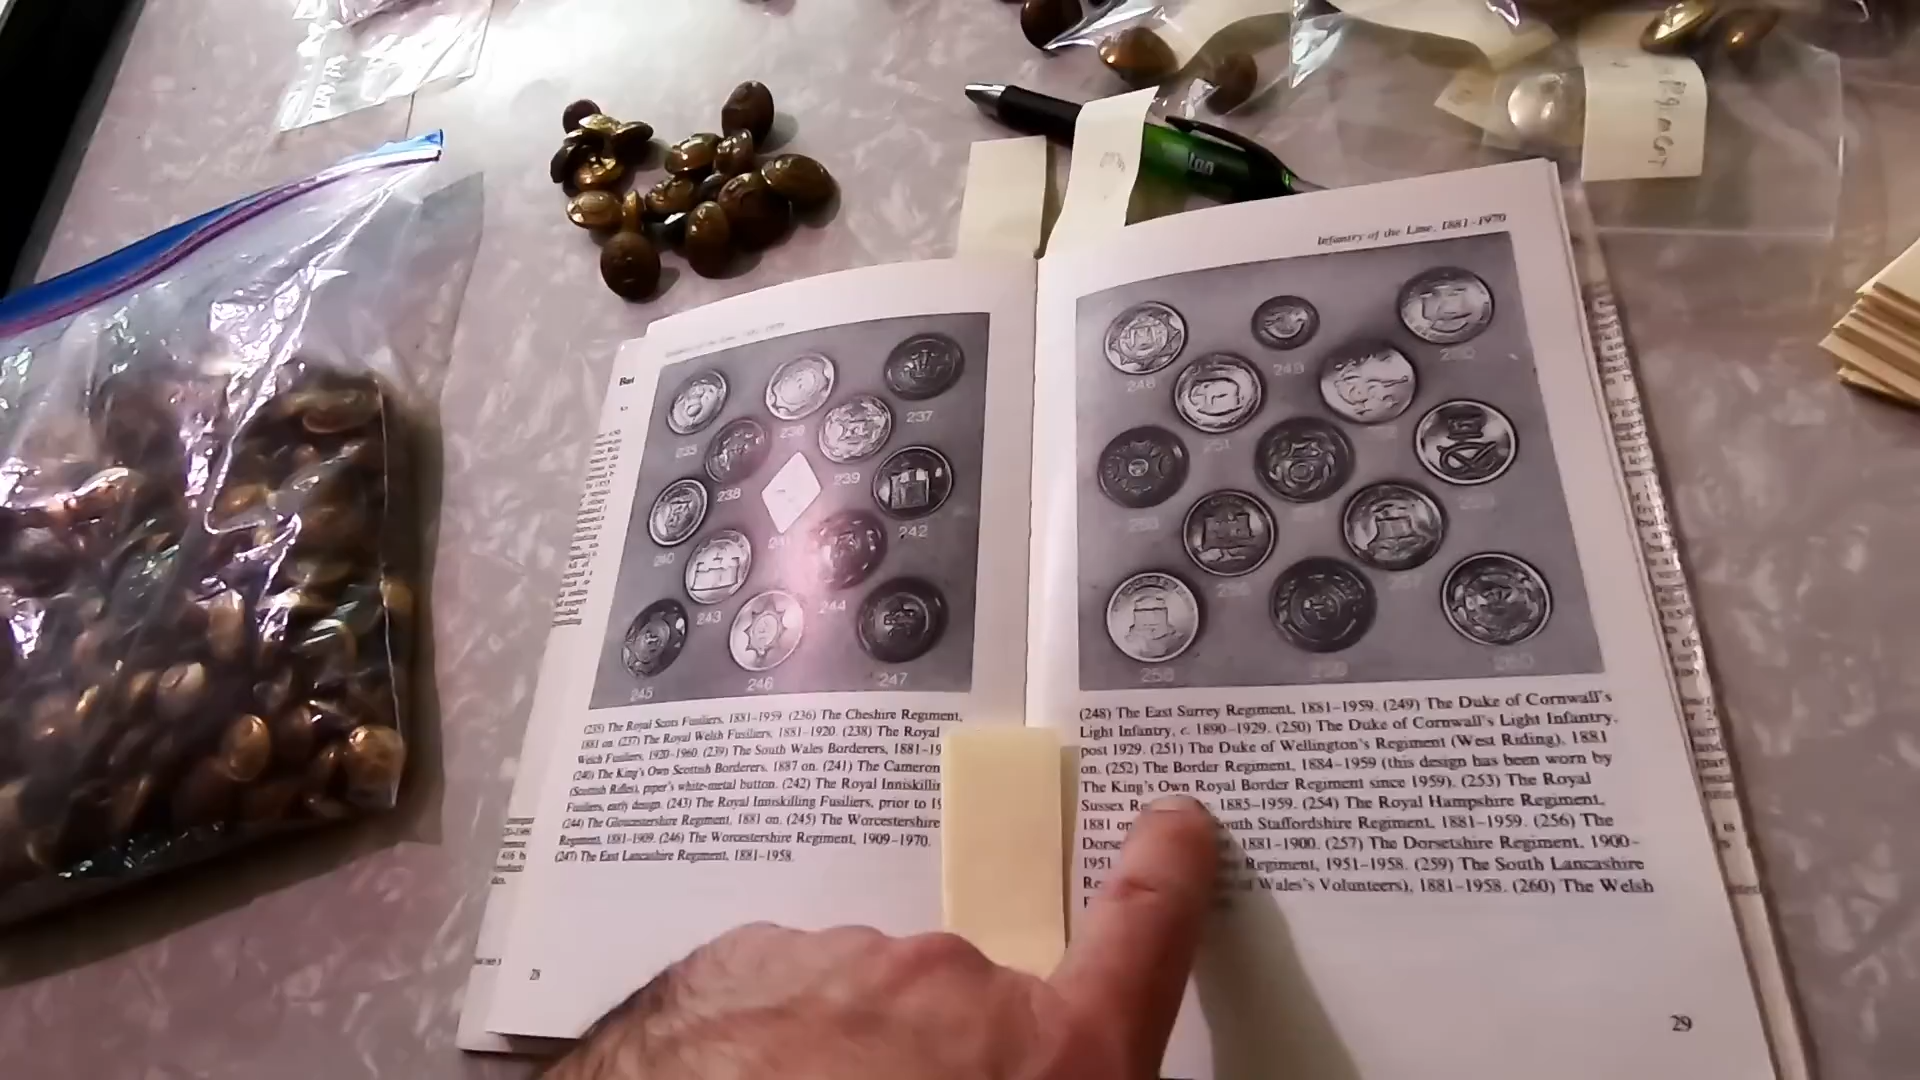 Infantry of the Line, 1881-1970
237
236
235
238
239
240
242
243
244
245
246
247
(235) The Royal Scots Fusiliers, 1881-1959 (236) The Cheshire Regiment,
1881 on. (237) The Royal Welsh Fusiliers, 1881-1920. (238) The Royal
Welch Fusiliers, 1920-1960 (239) The South Wales Borderers, 1881-19
(240) The King's Own Scottish Borderers. 1887 on. (241) The Cameron
(Scottish Rifles), piper's white-metal button. (242) The Royal Inniskillin
Fusiliers, early design. (243) The Royal Inniskilling Fusiliers, prior to 19
(244) The Gloucestershire Regiment, 1881 on. (245) The Worcestershire
Regiment, 1881-1909. (246) The Worcestershire Regiment, 1909-1970.
(247) The East Lancashire Regiment, 1881-1958.
28
248
249
250
251
(248) The East Surrey Regiment, 1881-1959. (249) The Duke of Cornwall's
Light Infantry, c. 1890-1929. (250) The Duke of Cornwall's Light Infantry,
post 1929. (251) The Duke of Wellington's Regiment (West Riding), 1881
on. (252) The Border Regiment, 1884-1959 (this design has been worn by
The King's Own Royal Border Regiment since 1959). (253) The Royal
Sussex Re 1885-1959. (254) The Royal Hampshire Regiment,
1881 on outh Staffordshire Regiment, 1881-1959. (256) The
Dorse 1881-1900. (257) The Dorsetshire Regiment, 1900-
1951 Regiment, 1951-1958. (259) The South Lancashire
Re of Wales's Volunteers), 1881-1958. (260) The Welsh
29